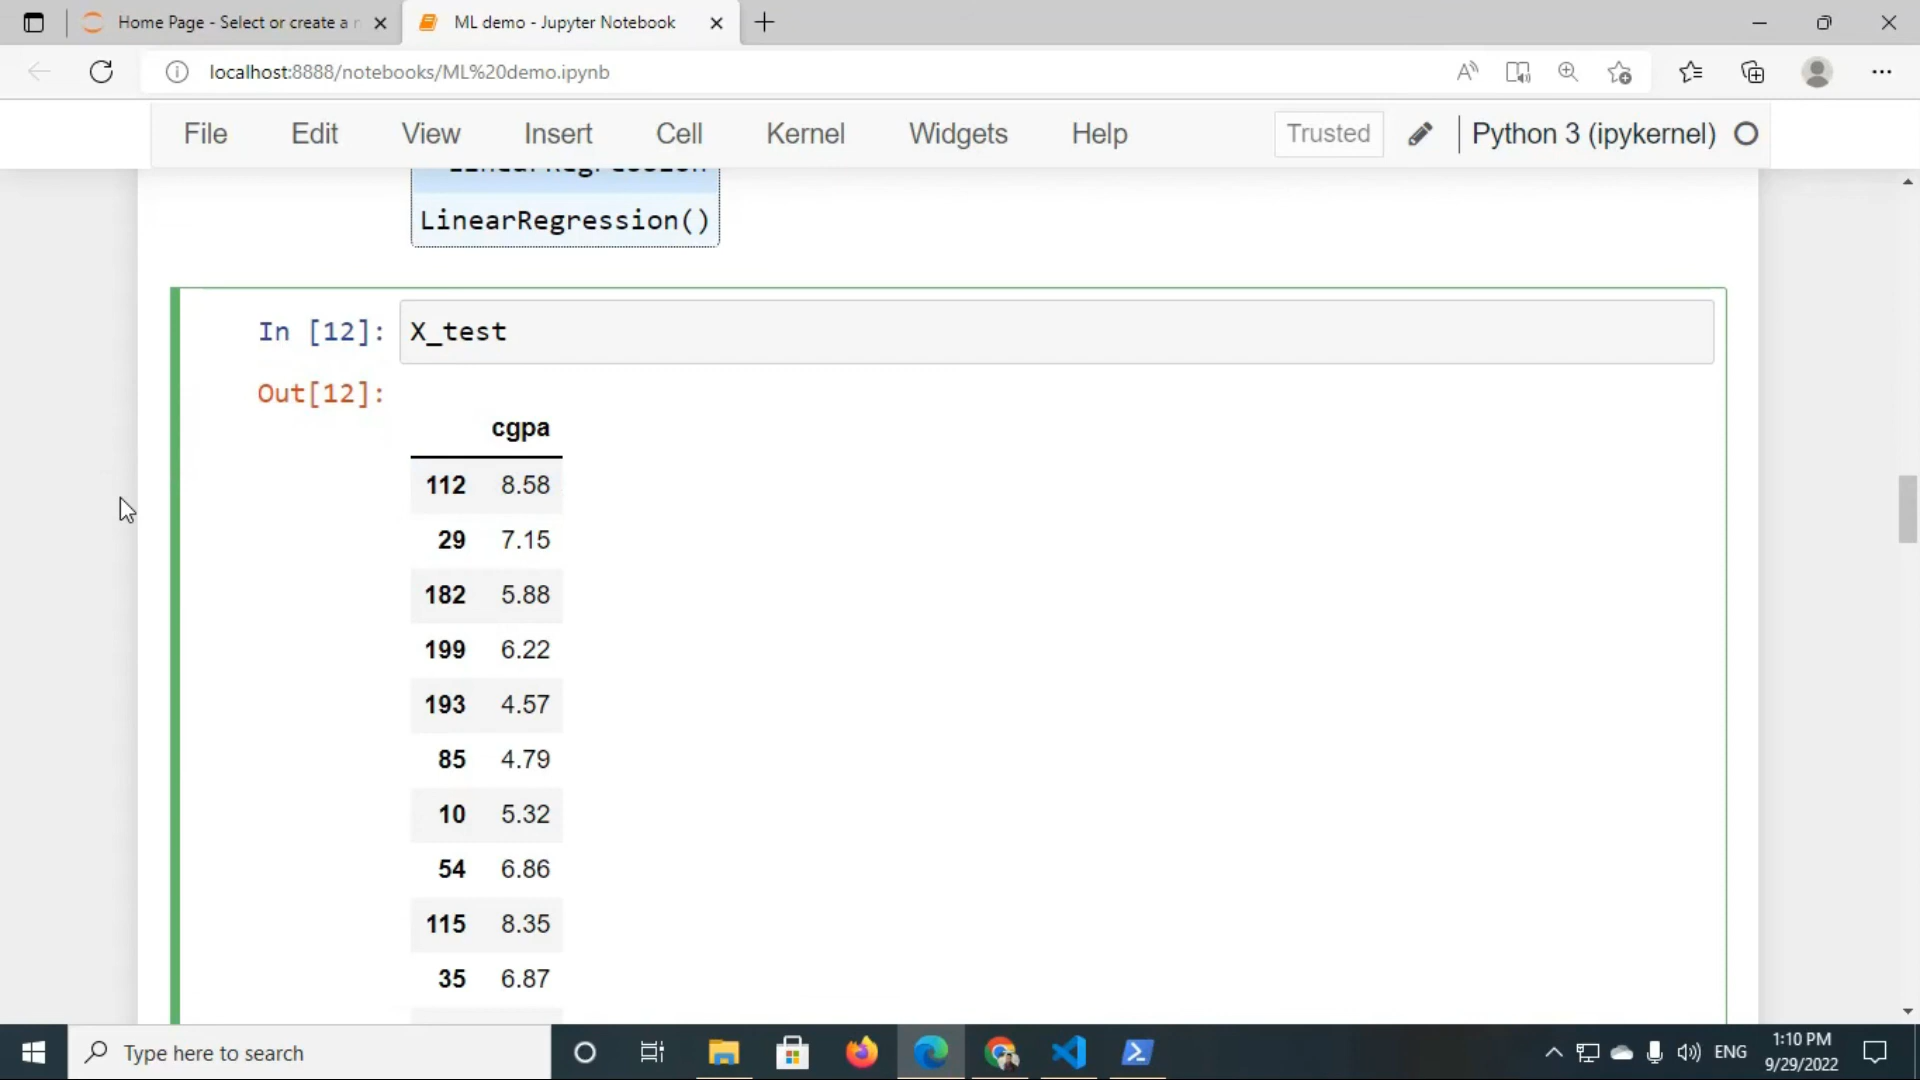 Home Page - Select or create a n
ML demo - Jupyter Notebook
localhost:8888/notebooks/ML%20demo.ipynb
File Edit View Insert Cell Kernel Widgets Help Trusted Python 3 (ipykernel)
LinearRegression
LinearRegression()
In [12]: X_test
Out[12]:
cgpa
112 8.58
29 7.15
182 5.88
199 6.22
193 4.57
85 4.79
10 5.32
54 6.86
115 8.35
35 6.87
Type here to search
ENG
1:10 PM
9/29/2022